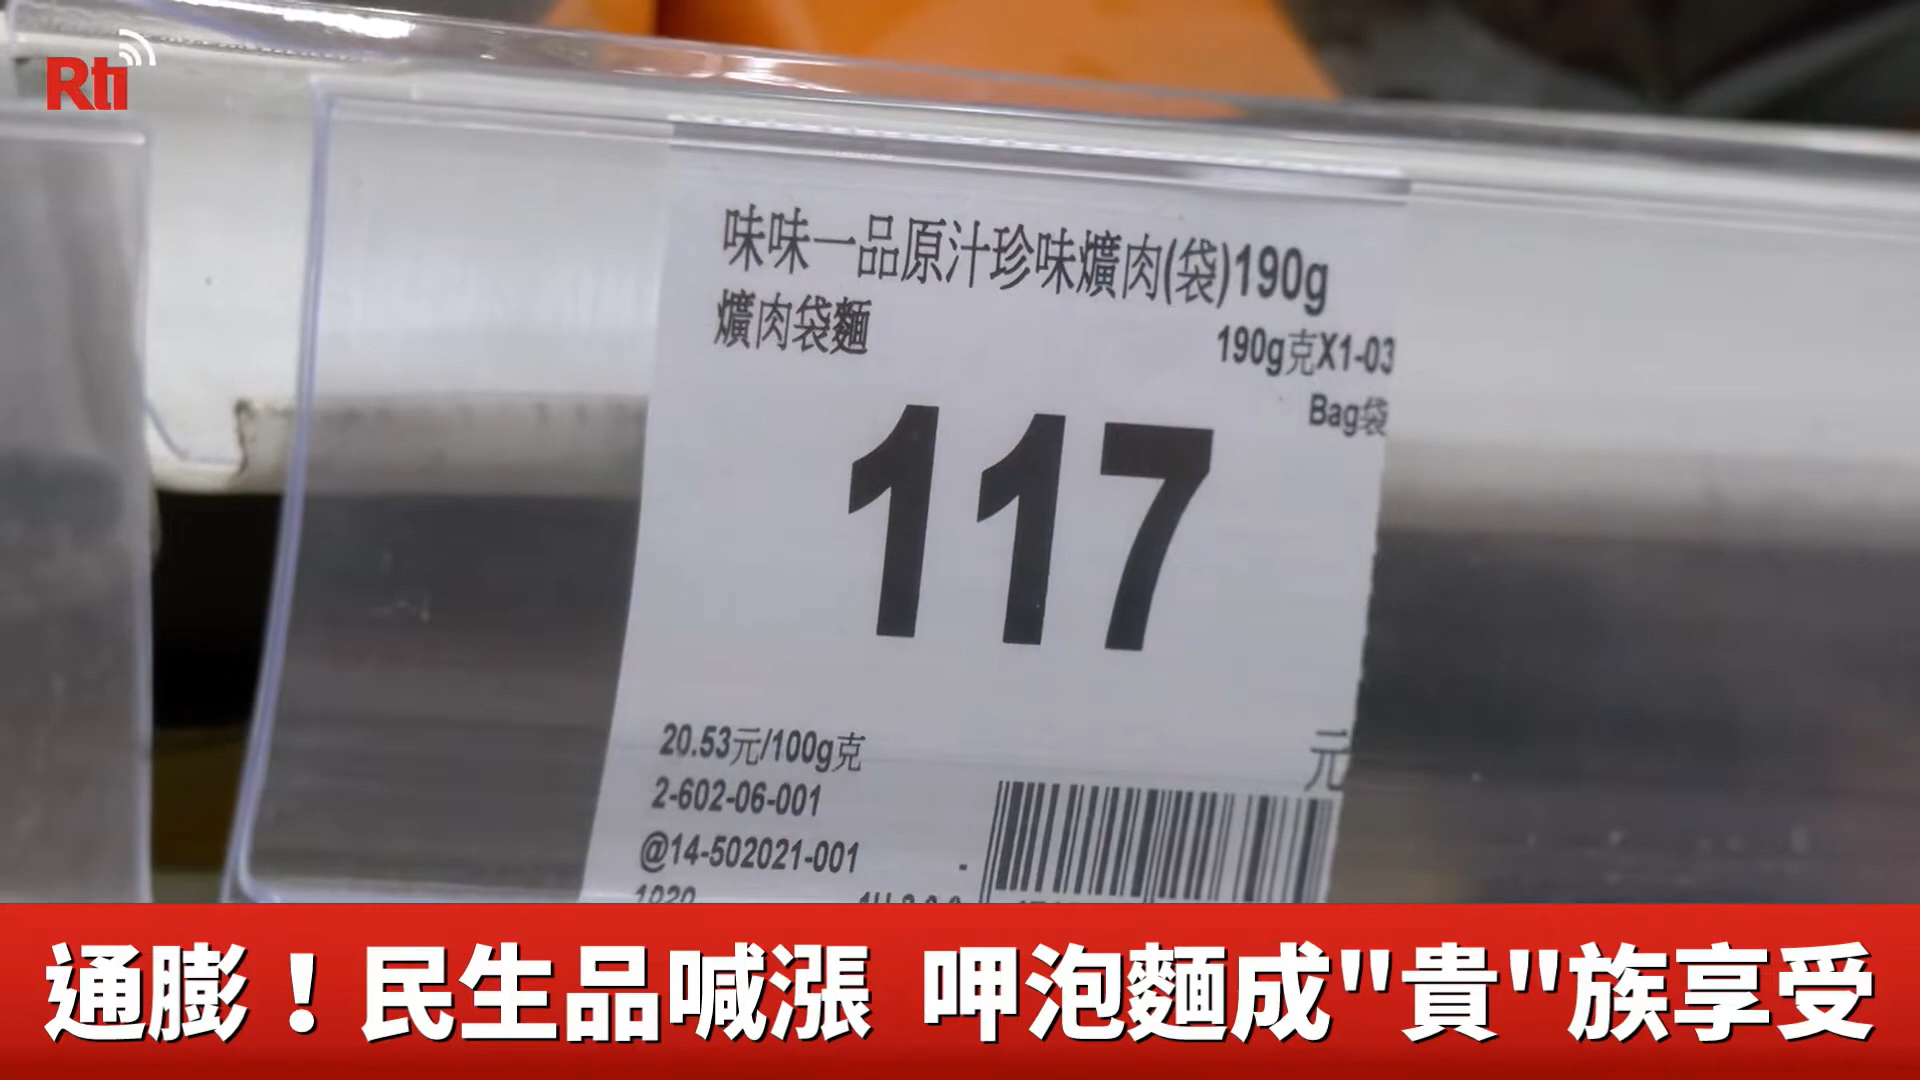 Rti
味味一品原汁珍味爌肉(袋)190g
爌肉袋麵
190g克X1-03
Bag袋
117
元
20.53元/100g克
2-602-06-001
@14-502021-001
1020
通膨！民生品喊漲 呷泡麵成"貴"族享受